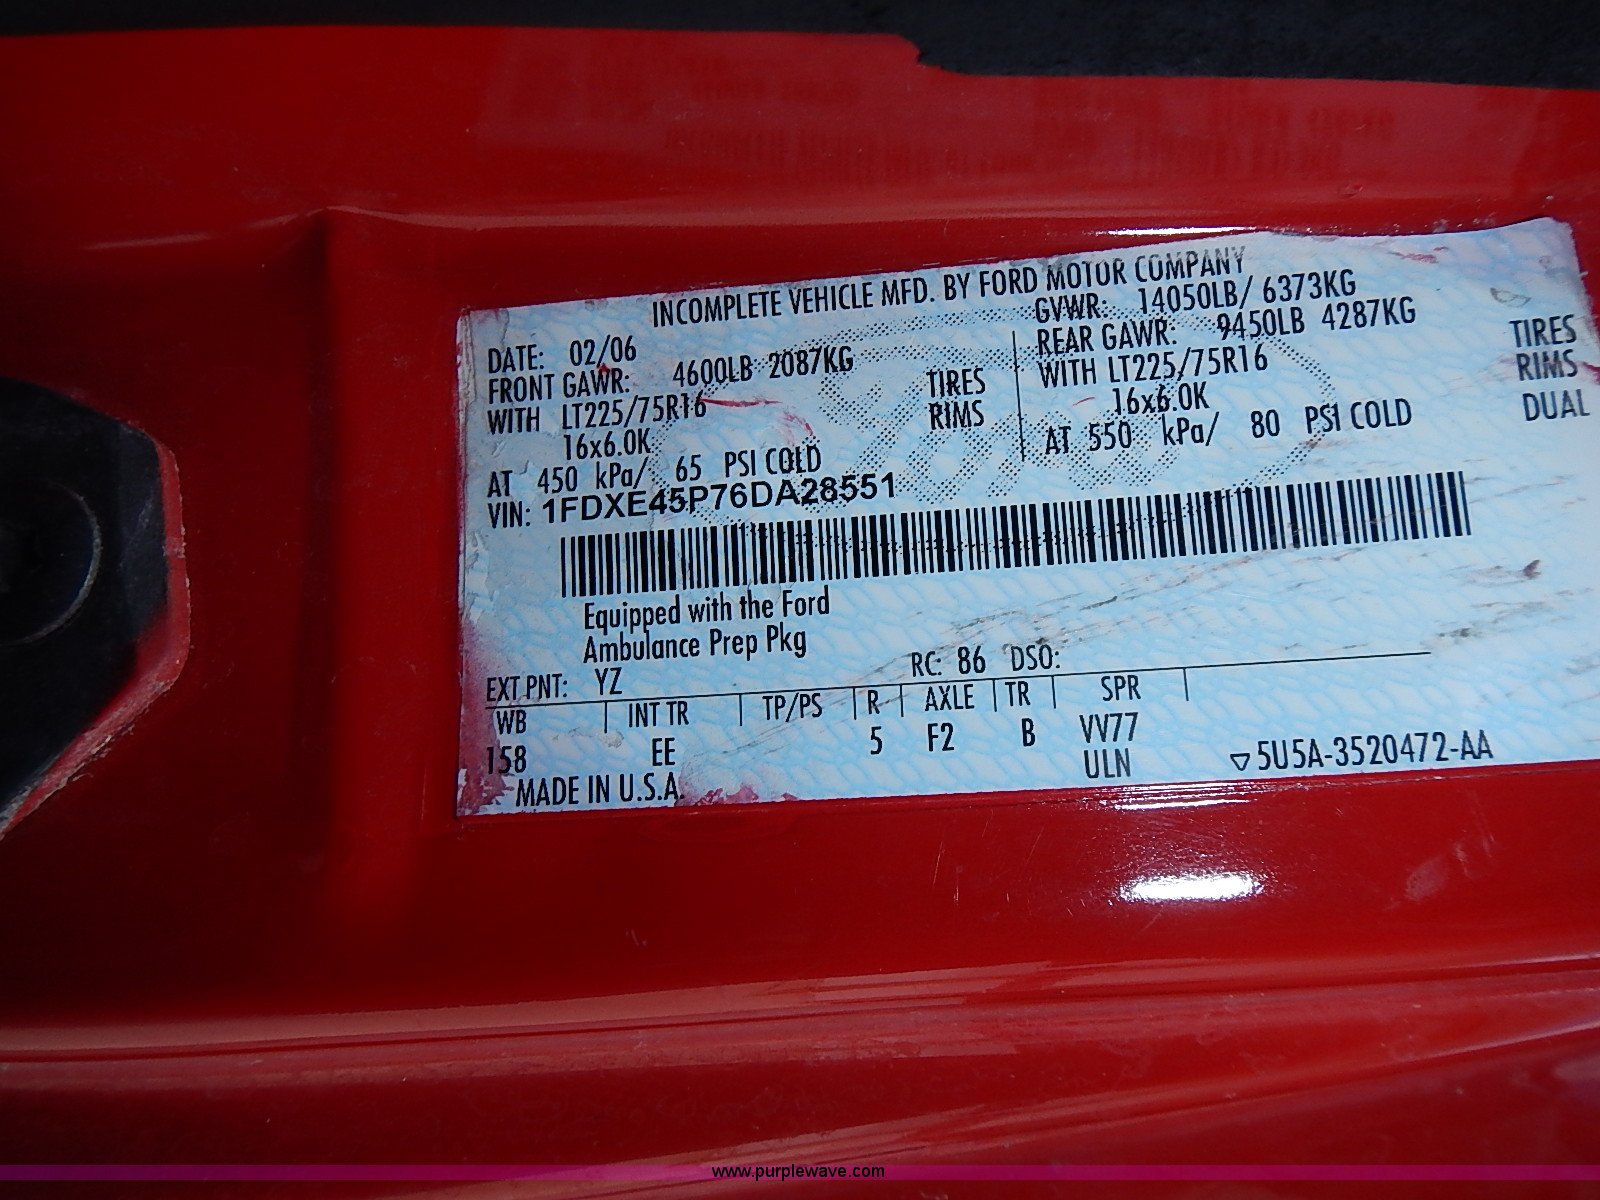 INCOMPLETE VEHICLE MFD. BY FORD MOTOR COMPANY
DATE: 02/06
GVWR: 14050LB/ 6373KG
FRONT GAWR: 4600LB 2087KG
REAR GAWR: 9450LB 4287KG
WITH LT225/75R16 TIRES
WITH LT225/75R16 TIRES
16x6.0K RIMS
16x6.0K RIMS
AT 450 kPa/ 65 PSI COLD
AT 550 kPa/ 80 PSI COLD DUAL
VIN: 1FDXE45P76DA28551
Equipped with the Ford
Ambulance Prep Pkg
EXT PNT: YZ RC: 86 DSO:
WB INT TR TP/PS R AXLE TR SPR
158 EE 5 F2 B VV77
ULN
MADE IN U.S.A. ▽5U5A-3520472-AA
www.purplewave.com